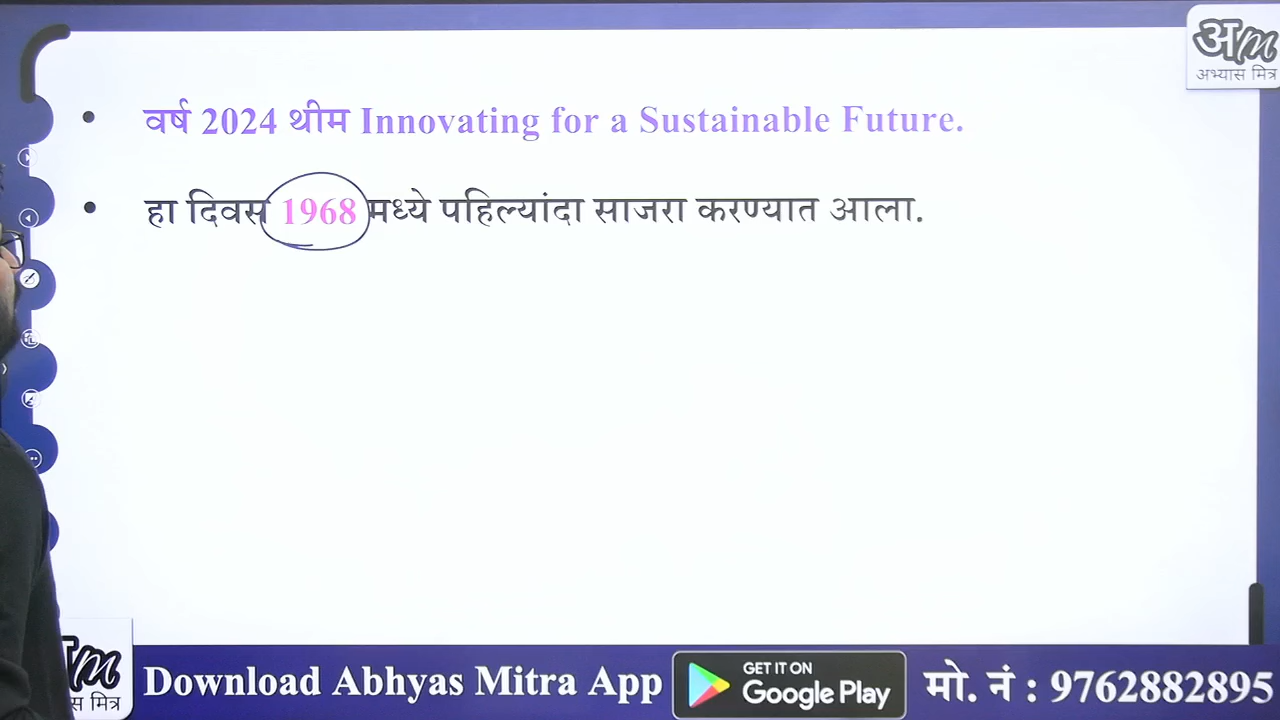 अm
अभ्यास मित्र
वर्ष 2024 थीम Innovating for a Sustainable Future.
हा दिवस 1968 मध्ये पहिल्यांदा साजरा करण्यात आला.
m
स मित्र
Download Abhyas Mitra App
GET IT ON
Google Play
मो. नं : 9762882895